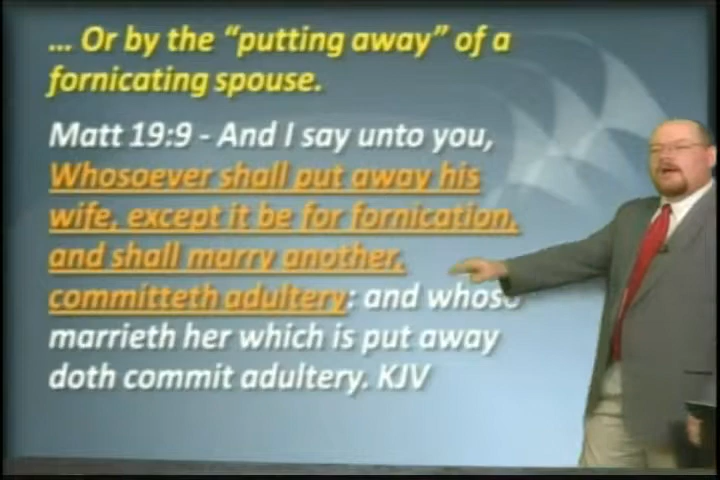 ... Or by the “putting away” of a
fornicating spouse.
Matt 19:9 - And I say unto you,
Whosoever shall put away his
wife, except it be for fornication,
and shall marry another,
committeth adultery: and whoso
marrieth her which is put away
doth commit adultery. KJV